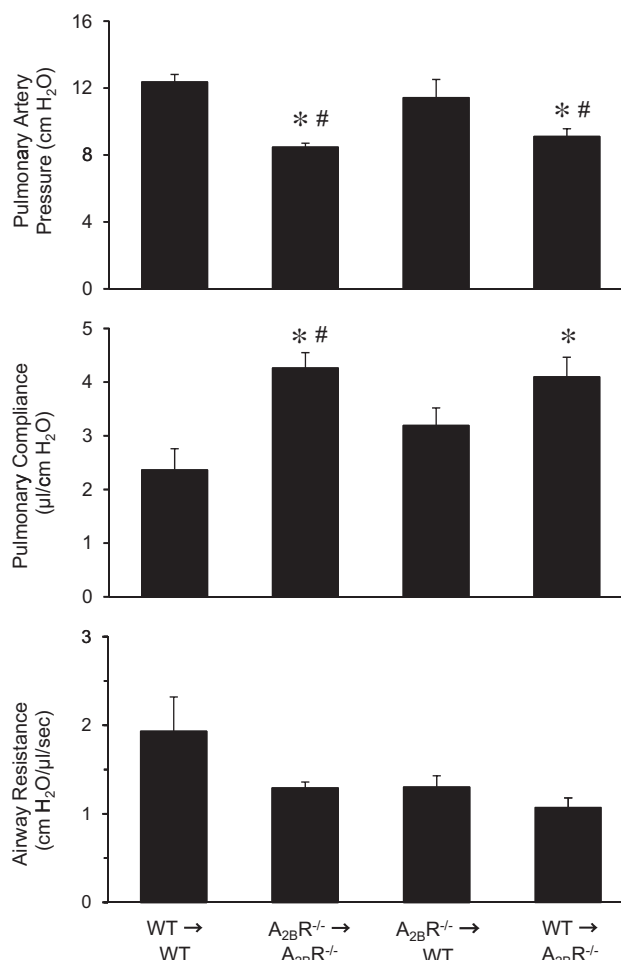 Pulmonary Artery
Pressure (cm H₂O)
16
12
8
4
0
* #
* #
Pulmonary Compliance
(µl/cm H₂O)
5
4
3
2
1
0
* #
*
Airway Resistance
(cm H₂O/µl/sec)
3
2
1
0
WT → WT
A₂BR⁻/⁻ → A₂BR⁻/⁻
A₂BR⁻/⁻ → WT
WT → A₂BR⁻/⁻